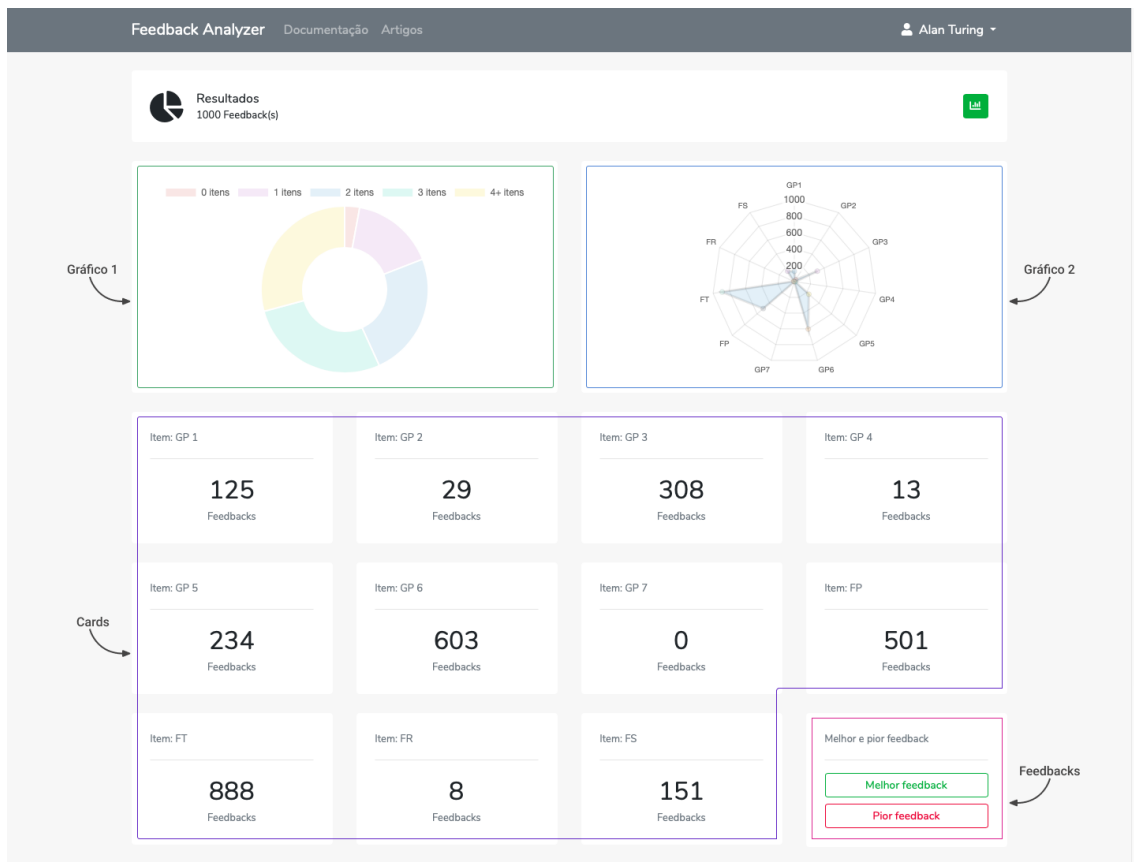 Feedback Analyzer Documentação Artigos Alan Turing
Resultados
1000 Feedback(s)
0 itens 1 itens 2 itens 3 itens 4+ itens
Gráfico 1
GP1
1000
FS 800 GP2
600
FR 400 GP3
200
FT GP4
FP GP5
GP7 GP6
Gráfico 2
Item: GP 1 Item: GP 2 Item: GP 3 Item: GP 4
125 29 308 13
Feedbacks Feedbacks Feedbacks Feedbacks
Item: GP 5 Item: GP 6 Item: GP 7 Item: FP
Cards
234 603 0 501
Feedbacks Feedbacks Feedbacks Feedbacks
Item: FT Item: FR Item: FS Melhor e pior feedback
888 8 151
Feedbacks Feedbacks Feedbacks
Melhor feedback
Pior feedback
Feedbacks